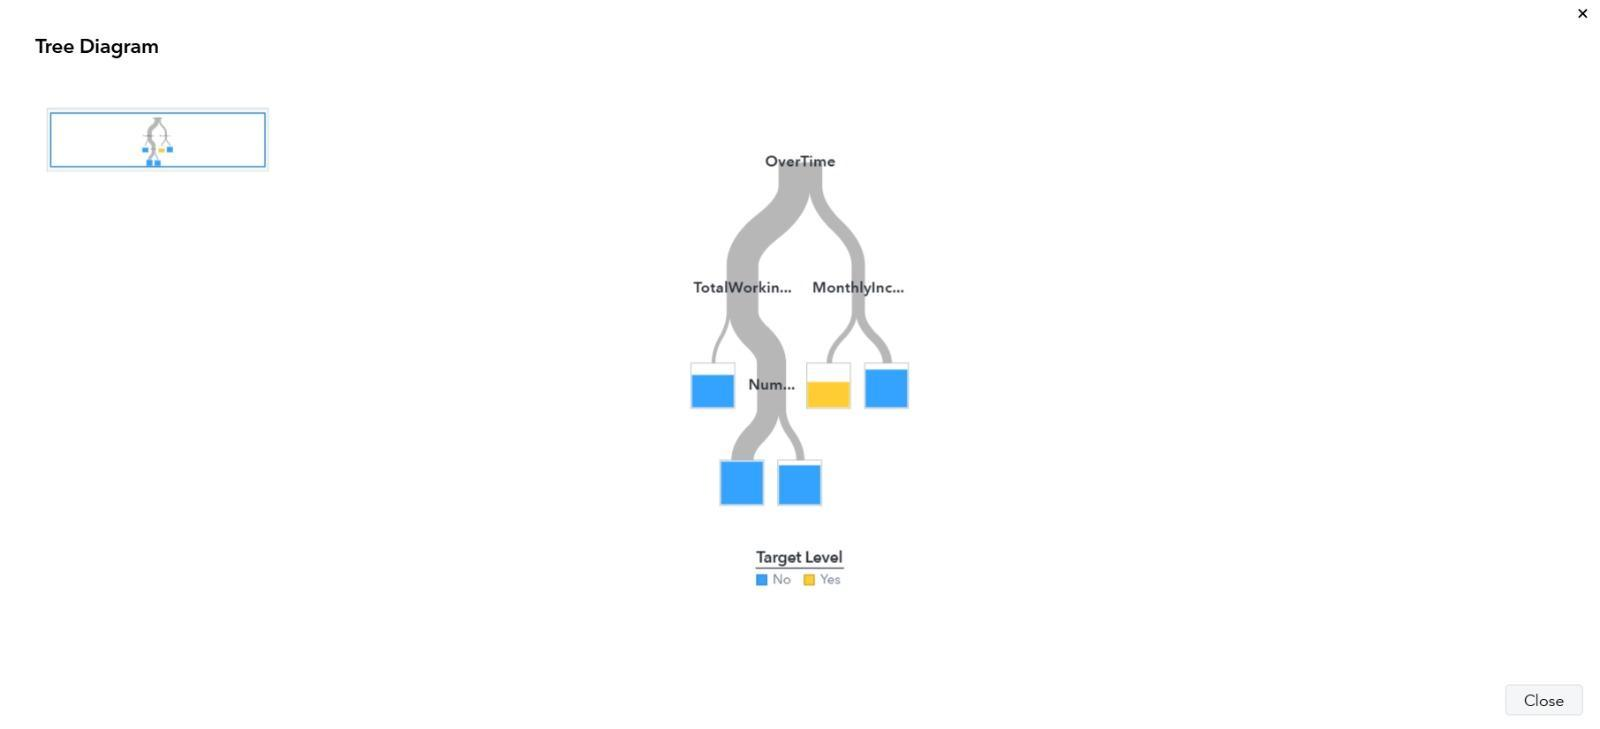 ×
Tree Diagram
OverTime
TotalWorkin... MonthlyInc...
Num...
Target Level
No Yes
Close